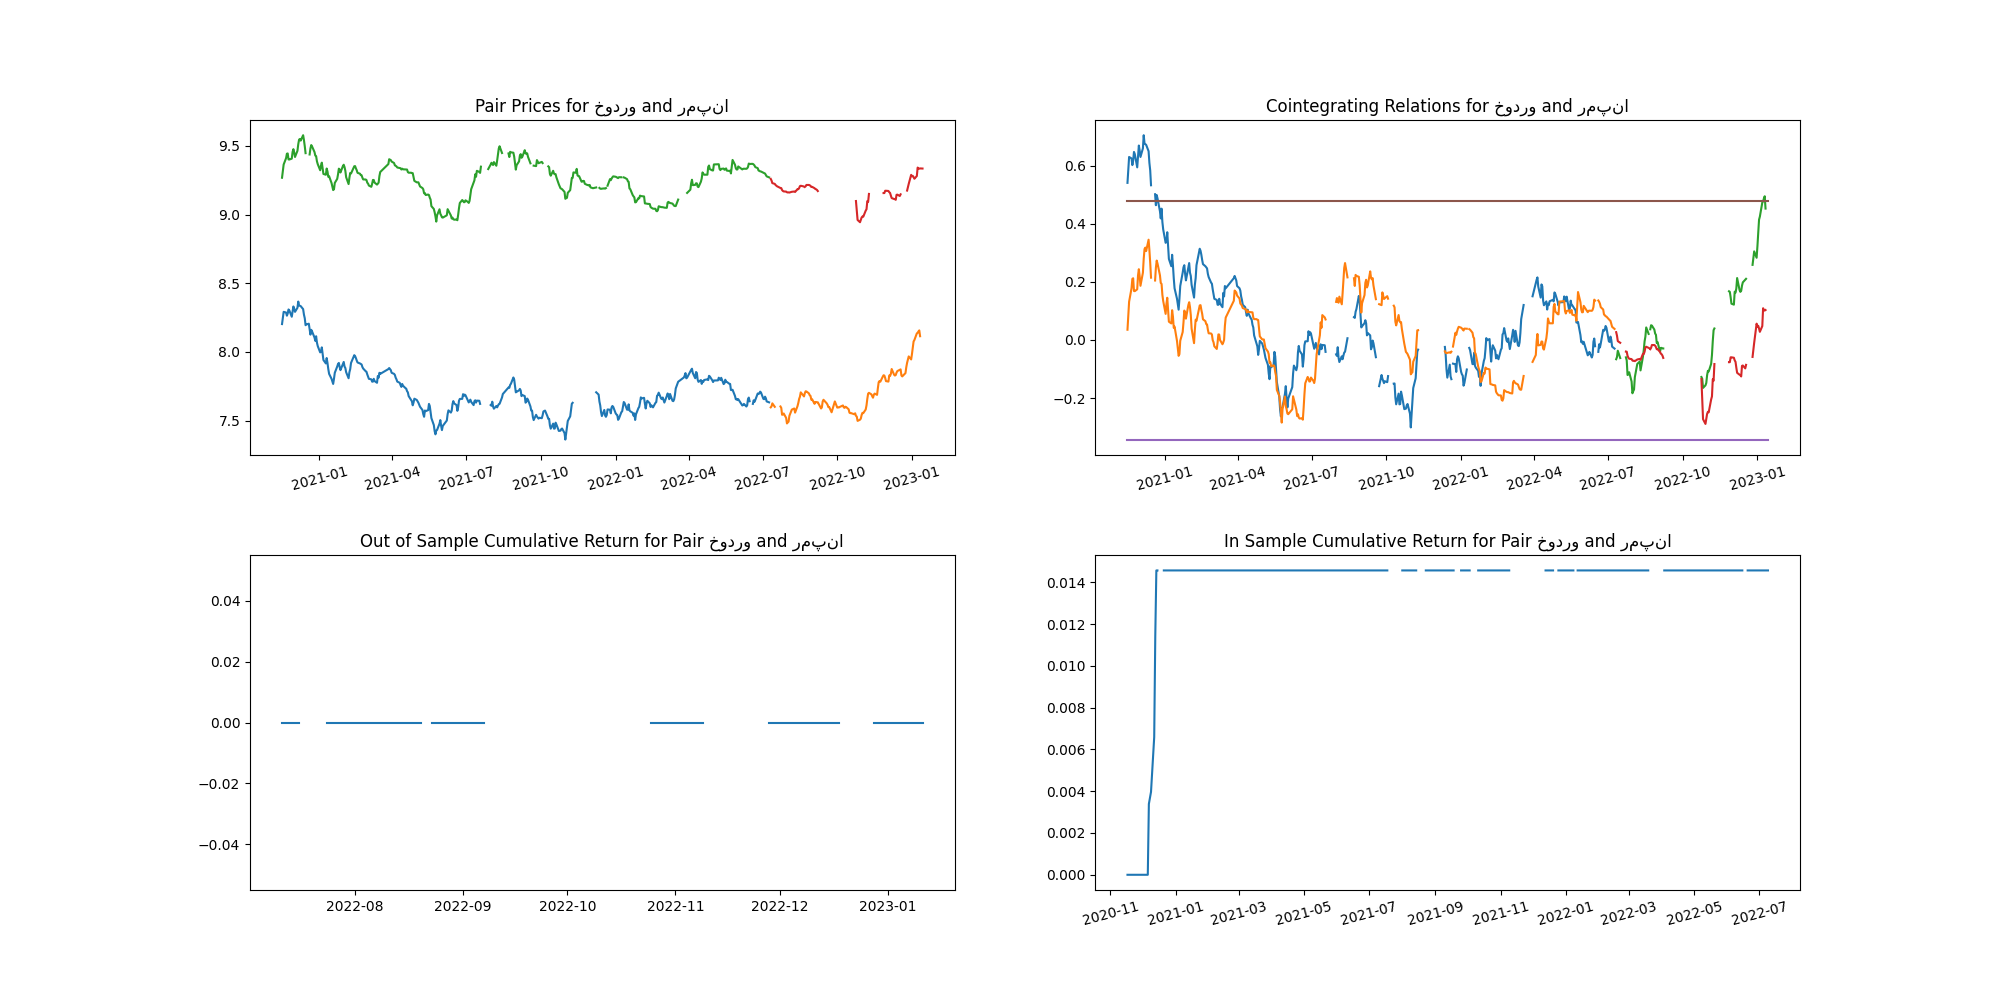 Pair Prices for خودرو and رمپنا
9.5
9.0
8.5
8.0
7.5
2021-01 2021-04 2021-07 2021-10 2022-01 2022-04 2022-07 2022-10 2023-01
Cointegrating Relations for خودرو and رمپنا
0.6
0.4
0.2
0.0
−0.2
2021-01 2021-04 2021-07 2021-10 2022-01 2022-04 2022-07 2022-10 2023-01
Out of Sample Cumulative Return for Pair خودرو and رمپنا
0.04
0.02
0.00
−0.02
−0.04
2022-08 2022-09 2022-10 2022-11 2022-12 2023-01
In Sample Cumulative Return for Pair خودرو and رمپنا
0.014
0.012
0.010
0.008
0.006
0.004
0.002
0.000
2020-11 2021-01 2021-03 2021-05 2021-07 2021-09 2021-11 2022-01 2022-03 2022-05 2022-07